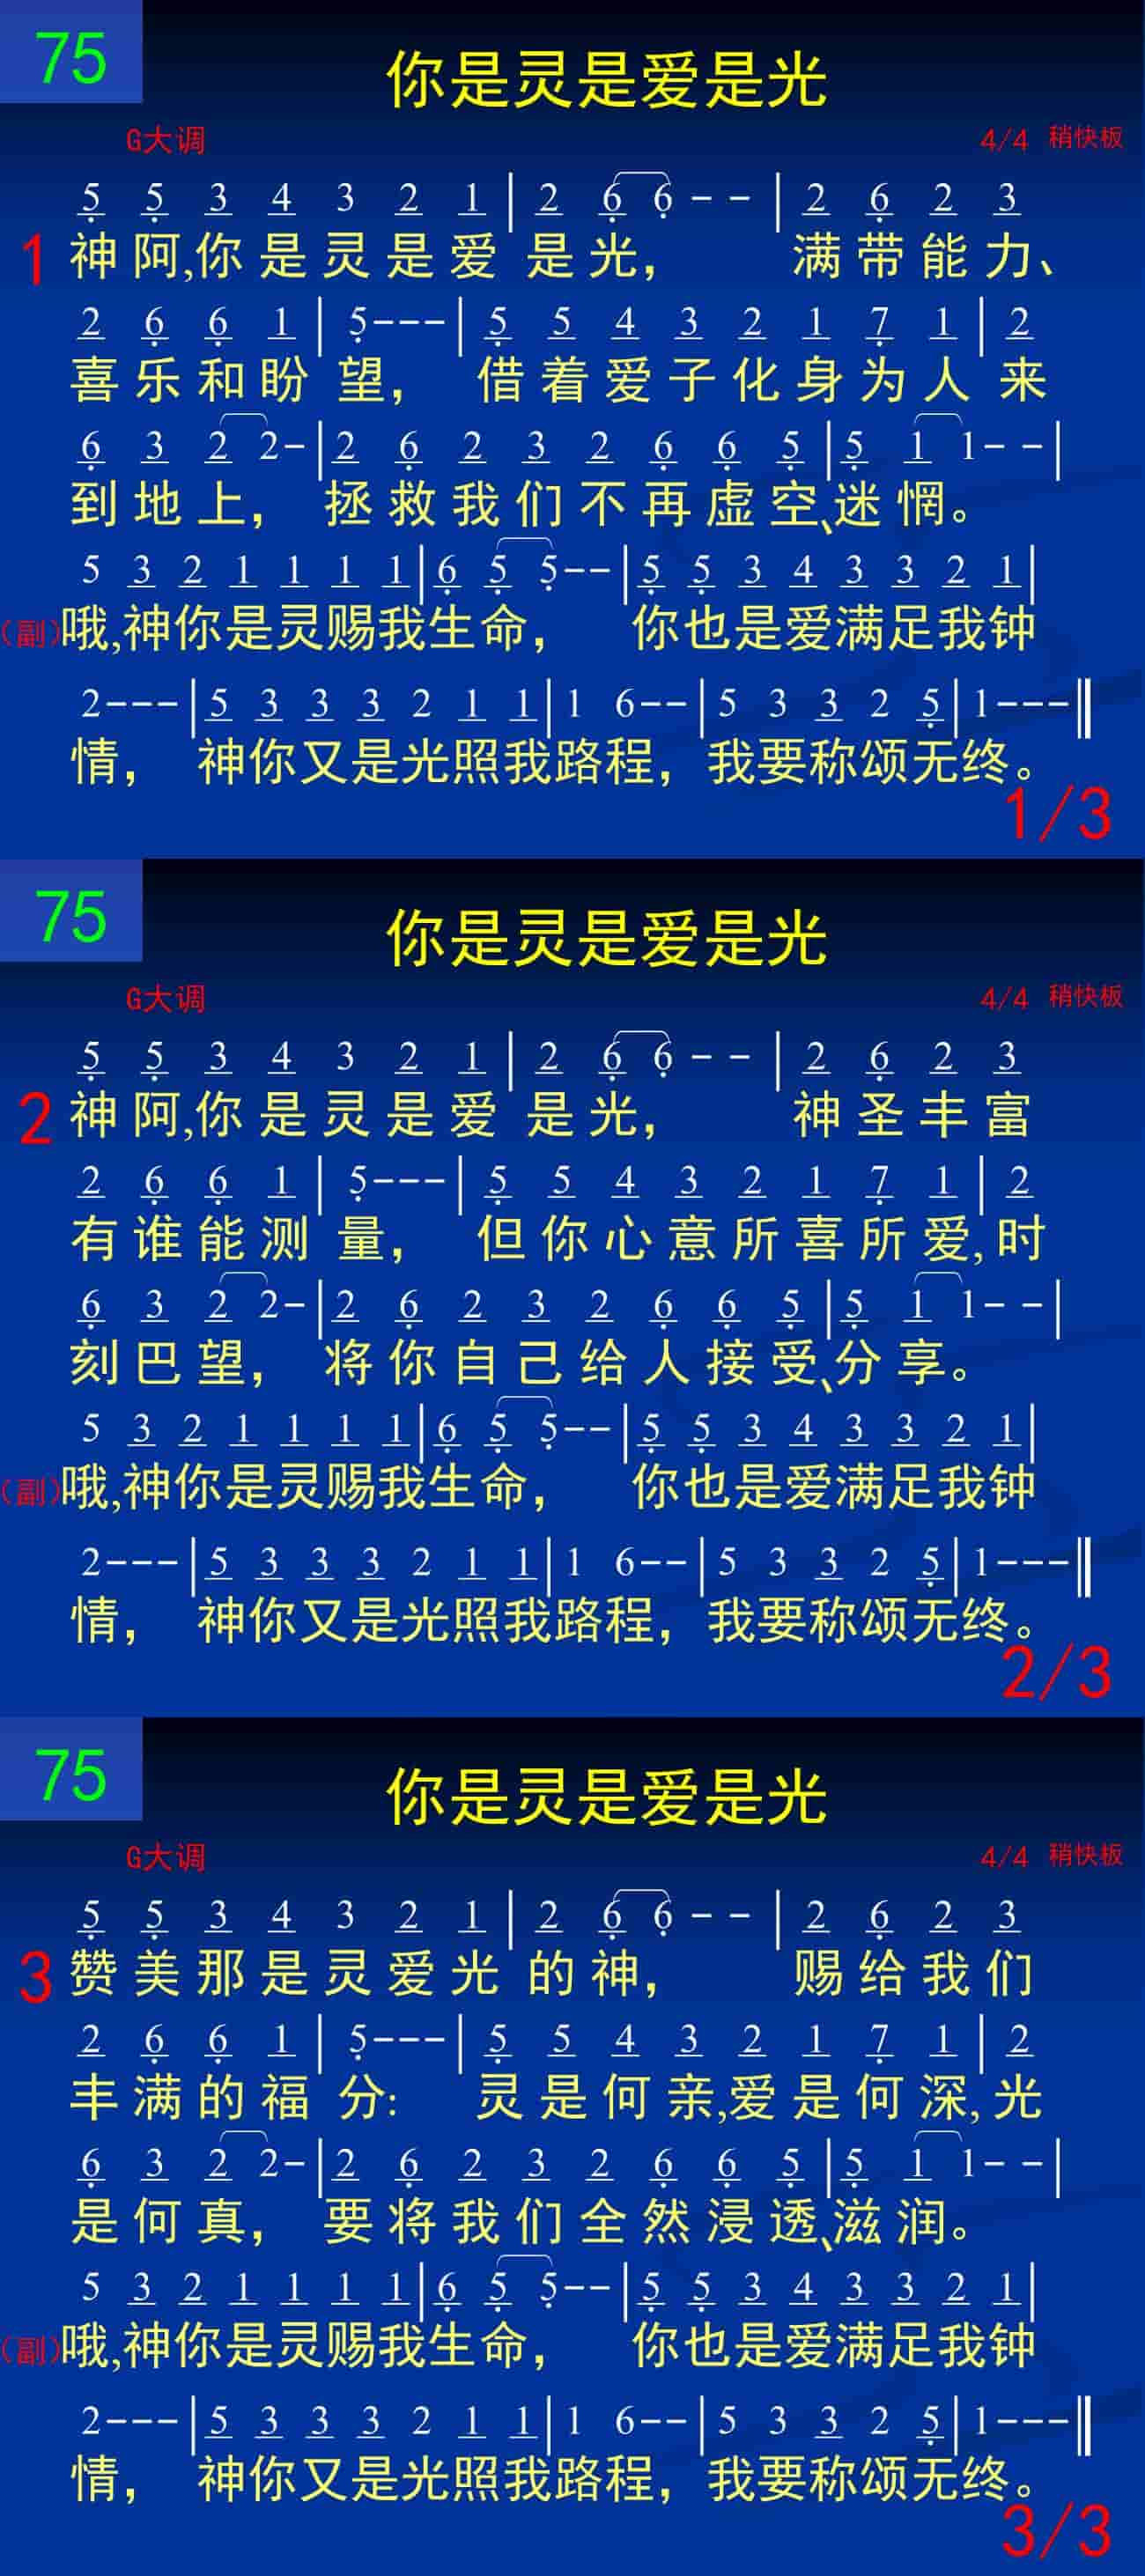 75
你是灵是爱是光
G大调 4/4 稍快板
5 5 3 4 3 2 1 | 2 6 6 - - | 2 6 2 3
1 神阿,你是灵是爱 是光， 满带能力、
2 6 6 1 | 5--- | 5 5 4 3 2 1 7 1 | 2
喜乐和盼 望， 借着爱子化身为人 来
6 3 2 2- | 2 6 2 3 2 6 6 5 | 5 1 1- - |
到地上， 拯救我们不再虚空、迷惘。
5 3 2 1 1 1 1 | 6 5 5-- | 5 5 3 4 3 3 2 1 |
(副)哦,神你是灵赐我生命， 你也是爱满足我钟
2--- | 5 3 3 3 2 1 1 | 1 6-- | 5 3 3 2 5 | 1--- ‖
情， 神你又是光照我路程，我要称颂无终。
1/3
75
你是灵是爱是光
G大调 4/4 稍快板
5 5 3 4 3 2 1 | 2 6 6 - - | 2 6 2 3
2 神阿,你是灵是爱 是光， 神圣丰富
2 6 6 1 | 5--- | 5 5 4 3 2 1 7 1 | 2
有谁能测 量， 但你心意所喜所爱,时
6 3 2 2- | 2 6 2 3 2 6 6 5 | 5 1 1- - |
刻巴望， 将你自己给人接受、分享。
5 3 2 1 1 1 1 | 6 5 5-- | 5 5 3 4 3 3 2 1 |
(副)哦,神你是灵赐我生命， 你也是爱满足我钟
2--- | 5 3 3 3 2 1 1 | 1 6-- | 5 3 3 2 5 | 1--- ‖
情， 神你又是光照我路程，我要称颂无终。
2/3
75
你是灵是爱是光
G大调 4/4 稍快板
5 5 3 4 3 2 1 | 2 6 6 - - | 2 6 2 3
3 赞美那是灵爱光 的神， 赐给我们
2 6 6 1 | 5--- | 5 5 4 3 2 1 7 1 | 2
丰满的福 分: 灵是何亲,爱是何深,光
6 3 2 2- | 2 6 2 3 2 6 6 5 | 5 1 1- - |
是何真， 要将我们全然浸透、滋润。
5 3 2 1 1 1 1 | 6 5 5-- | 5 5 3 4 3 3 2 1 |
(副)哦,神你是灵赐我生命， 你也是爱满足我钟
2--- | 5 3 3 3 2 1 1 | 1 6-- | 5 3 3 2 5 | 1--- ‖
情， 神你又是光照我路程，我要称颂无终。
3/3